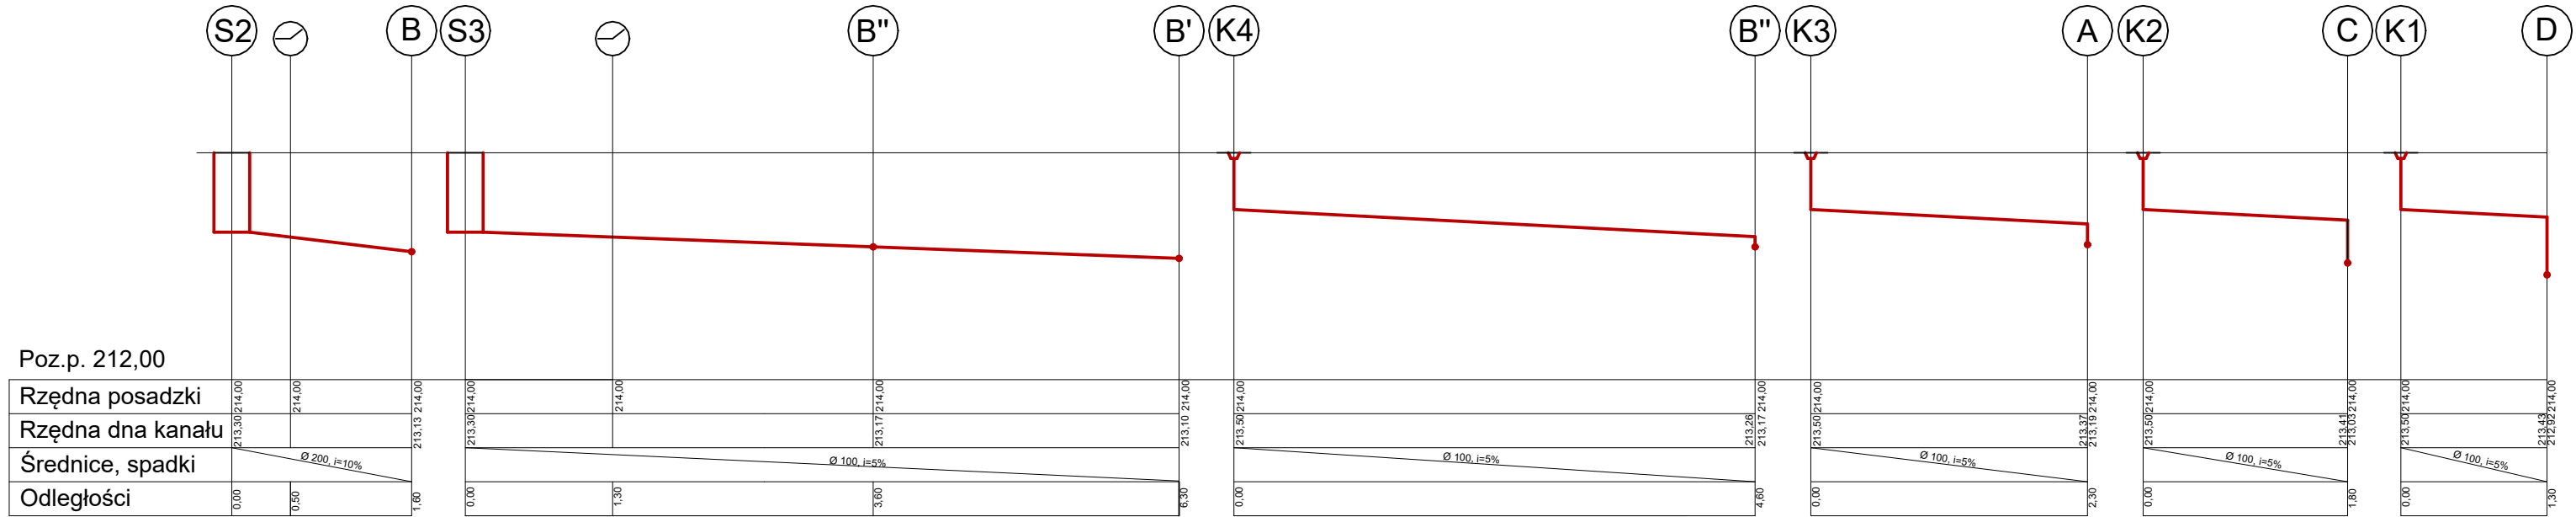 S2 B S3 B" B' K4 B" K3 A K2 C K1 D
Poz.p. 212,00
Rzędna posadzki 214,00 214,00 214,00 214,00 214,00 214,00 214,00 214,00 214,00 214,00 214,00 214,00 214,00 214,00 214,00
Rzędna dna kanału 213,30 213,13 213,30 213,17 213,10 213,50 213,26 213,17 213,50 213,37 213,19 213,50 213,41 213,03 213,50 213,43 212,92
Średnice, spadki Ø 200, i=10% Ø 100, i=5% Ø 100, i=5% Ø 100, i=5% Ø 100, i=5% Ø 100, i=5%
Odległości 0,00 0,50 1,60 0,00 1,30 3,60 6,30 0,00 4,60 0,00 2,30 0,00 1,80 0,00 1,30